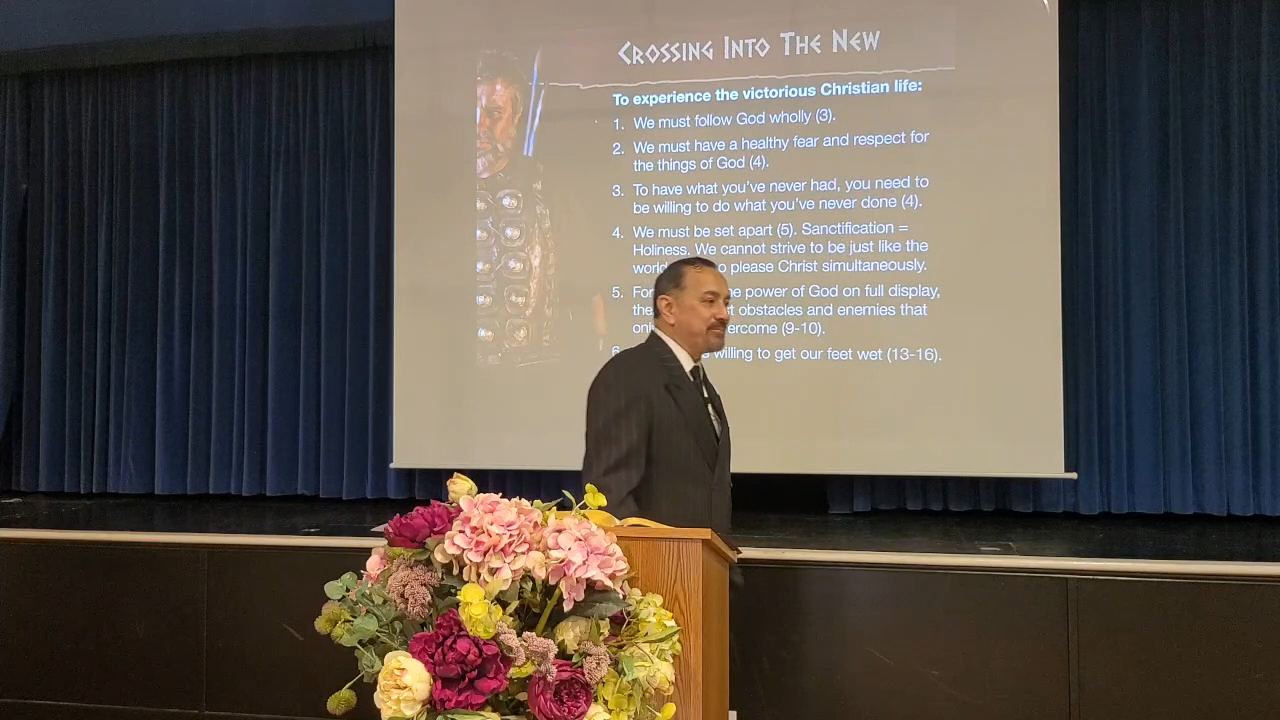 Crossing Into The New
To experience the victorious Christian life:
1. We must follow God wholly (3).
2. We must have a healthy fear and respect for
the things of God (4).
3. To have what you've never had, you need to
be willing to do what you've never done (4).
4. We must be set apart (5). Sanctification =
Holiness. We cannot strive to be just like the
world please Christ simultaneously.
5. For power of God on full display,
obstacles and enemies that
(9-10).
willing to get our feet wet (13-16).